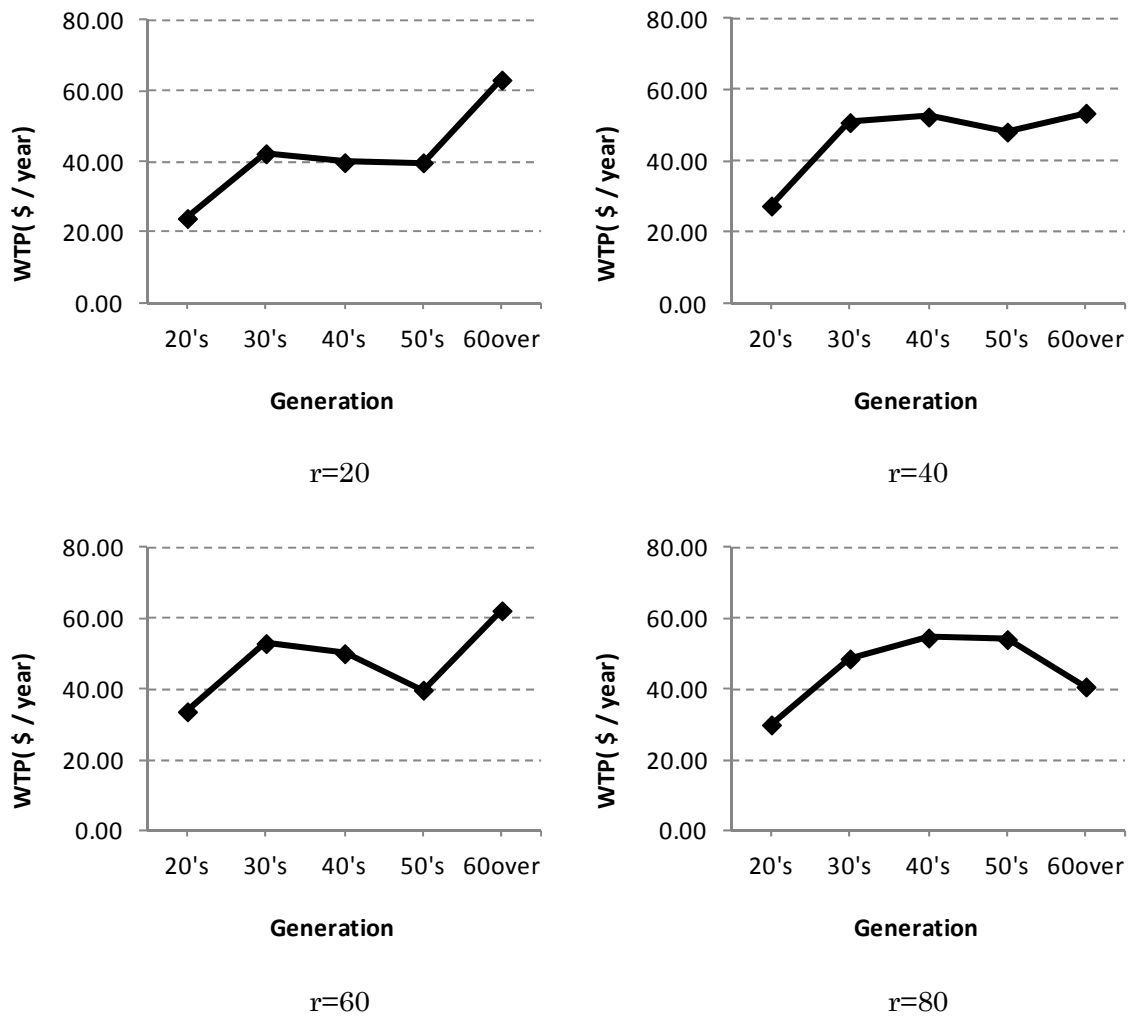 80.00
60.00
40.00
20.00
0.00
WTP( $ / year)
20's 30's 40's 50's 60over
Generation
r=20
80.00
60.00
40.00
20.00
0.00
WTP( $ / year)
20's 30's 40's 50's 60over
Generation
r=40
80.00
60.00
40.00
20.00
0.00
WTP( $ / year)
20's 30's 40's 50's 60over
Generation
r=60
80.00
60.00
40.00
20.00
0.00
WTP( $ / year)
20's 30's 40's 50's 60over
Generation
r=80